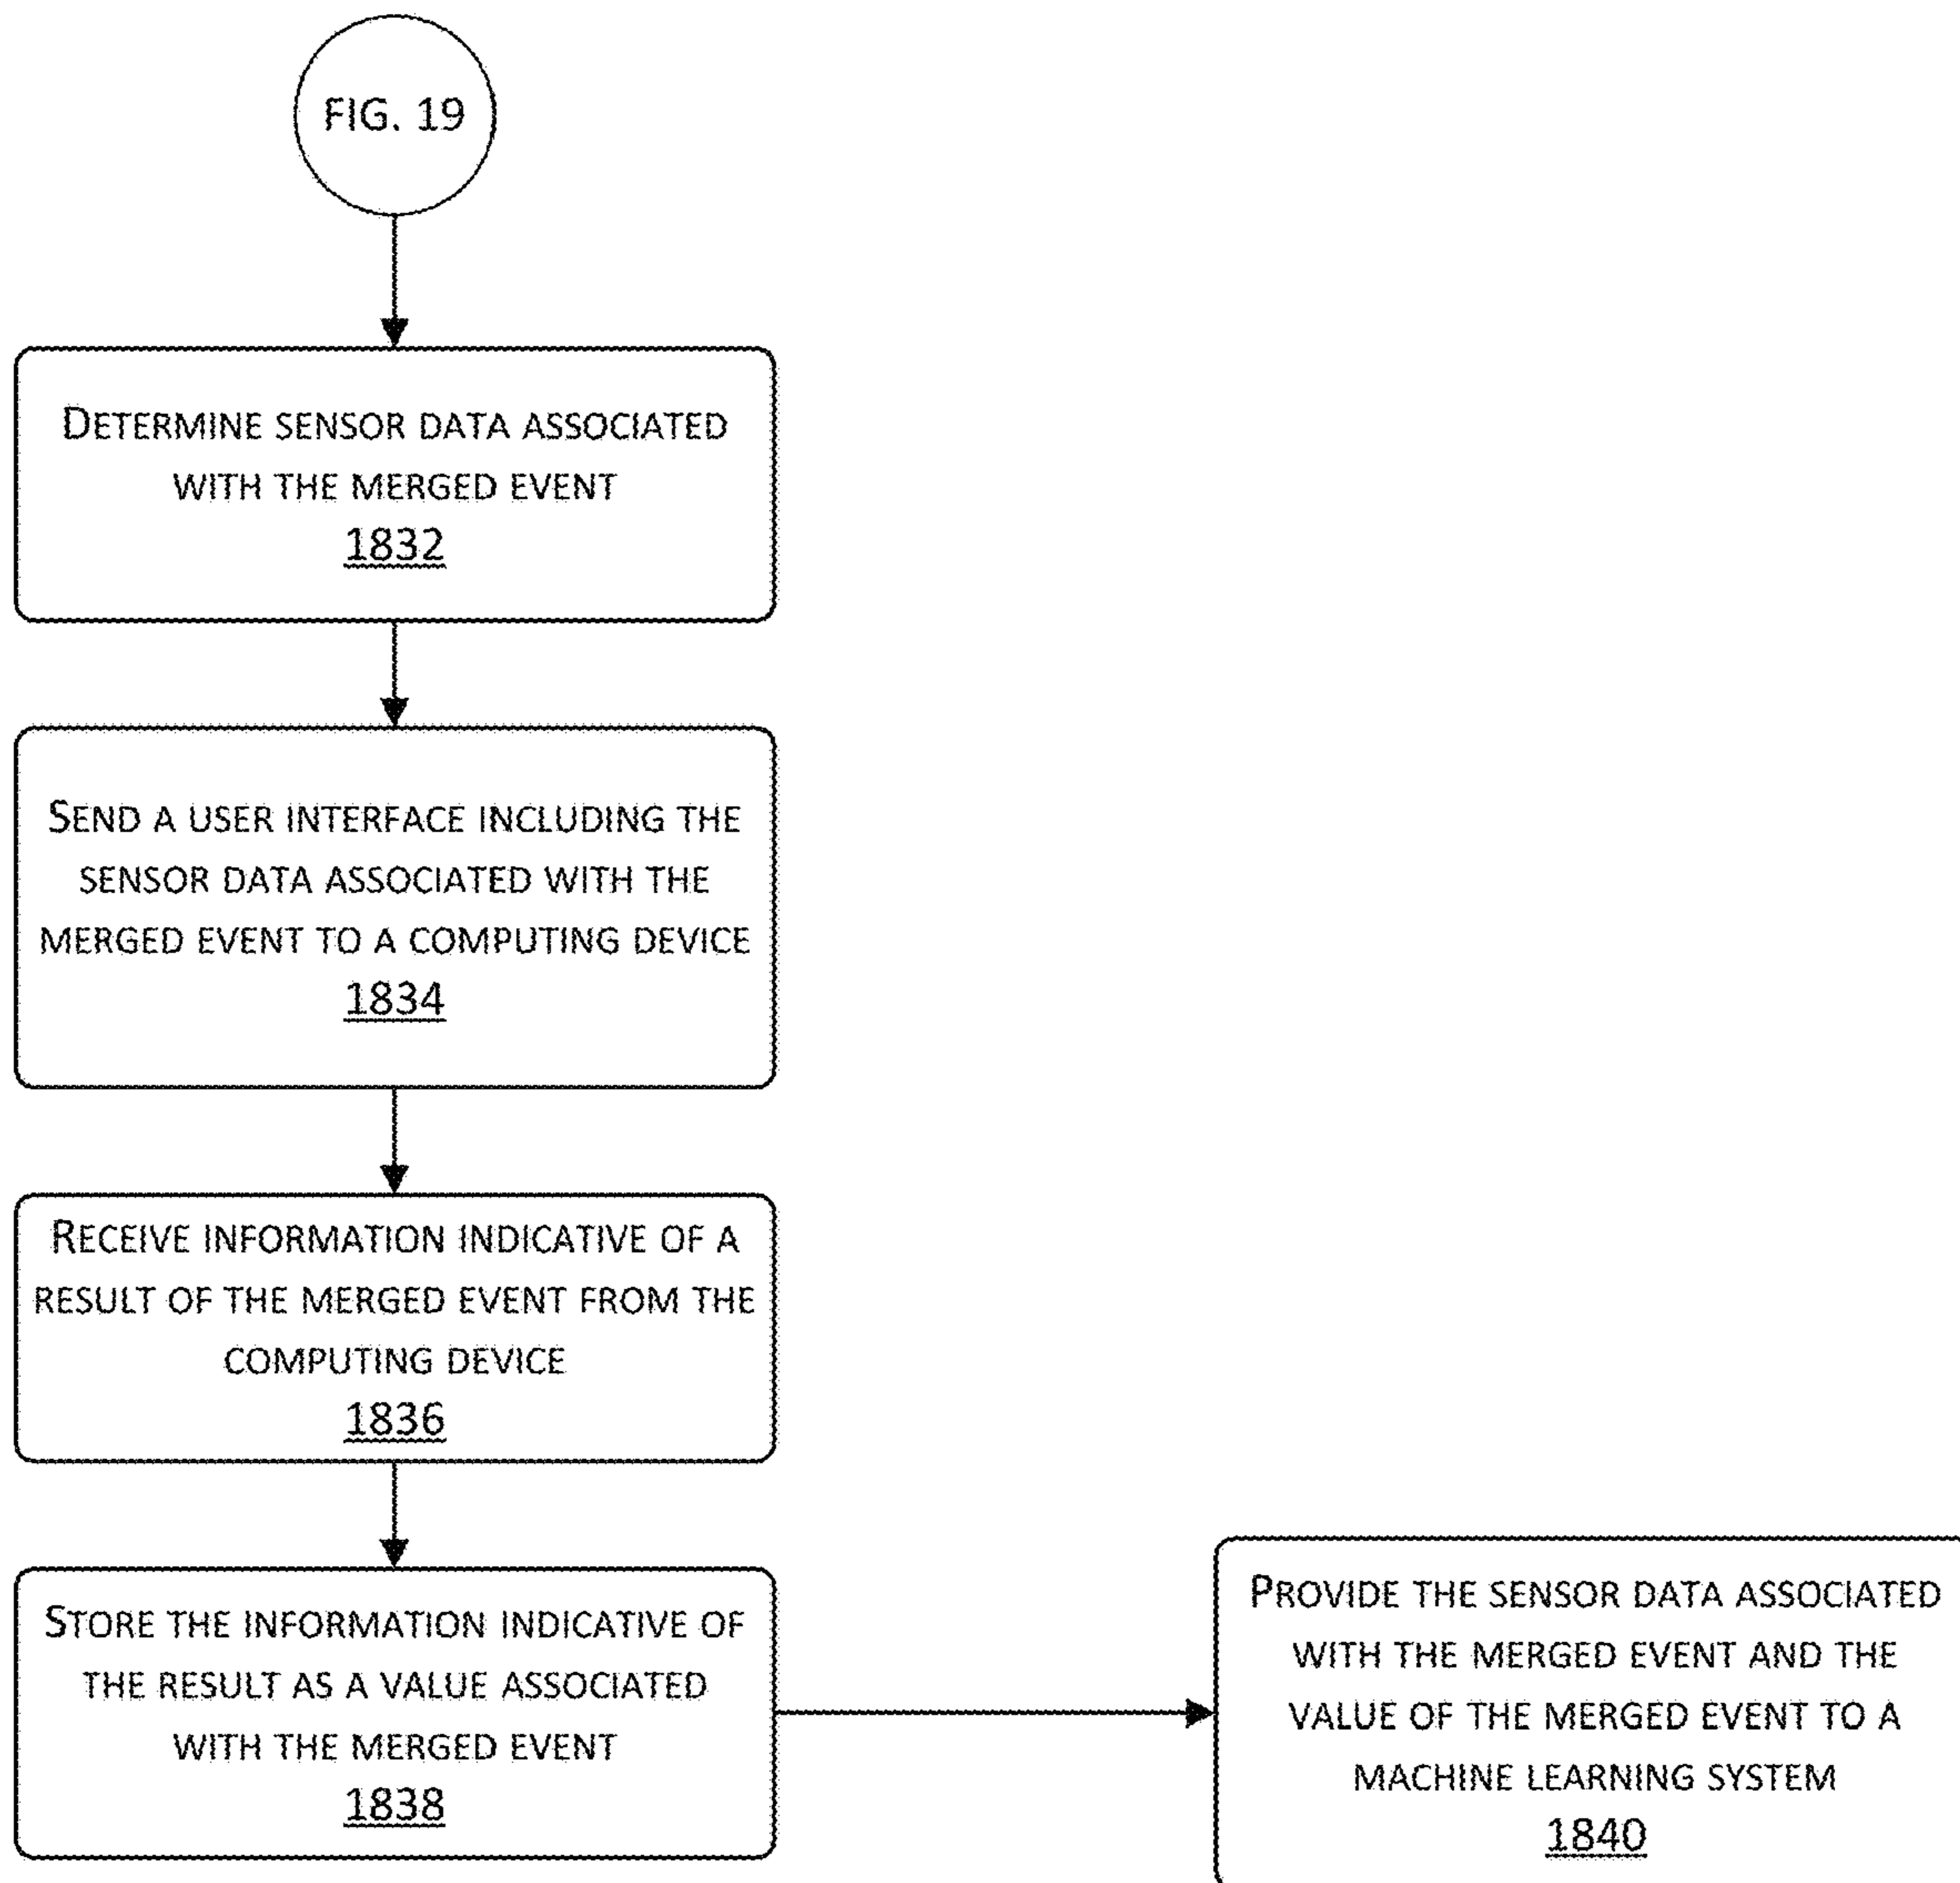 FIG. 19
DETERMINE SENSOR DATA ASSOCIATED
WITH THE MERGED EVENT
1832
SEND A USER INTERFACE INCLUDING THE
SENSOR DATA ASSOCIATED WITH THE
MERGED EVENT TO A COMPUTING DEVICE
1834
RECEIVE INFORMATION INDICATIVE OF A
RESULT OF THE MERGED EVENT FROM THE
COMPUTING DEVICE
1836
STORE THE INFORMATION INDICATIVE OF
THE RESULT AS A VALUE ASSOCIATED
WITH THE MERGED EVENT
1838
PROVIDE THE SENSOR DATA ASSOCIATED
WITH THE MERGED EVENT AND THE
VALUE OF THE MERGED EVENT TO A
MACHINE LEARNING SYSTEM
1840